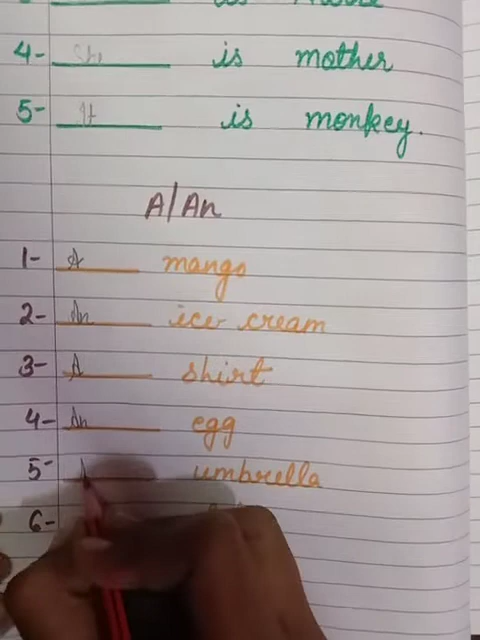 4- She is mother
5- It is monkey.
A/An
1- A mango
2- An ice-cream
3- A shirt
4- An egg
5- umbrella
6-